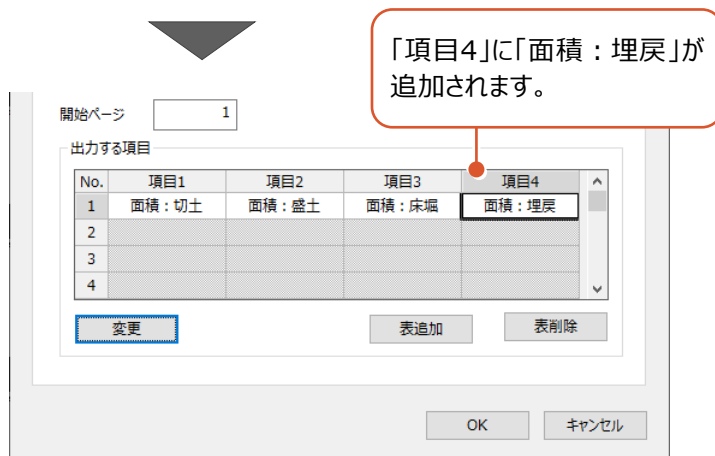 「項目4」に「面積：埋戻」が
追加されます。
開始ページ 1
出力する項目
No. 項目1 項目2 項目3 項目4
1 面積：切土 面積：盛土 面積：床堀 面積：埋戻
2
3
4
変更 表追加 表削除
OK キャンセル